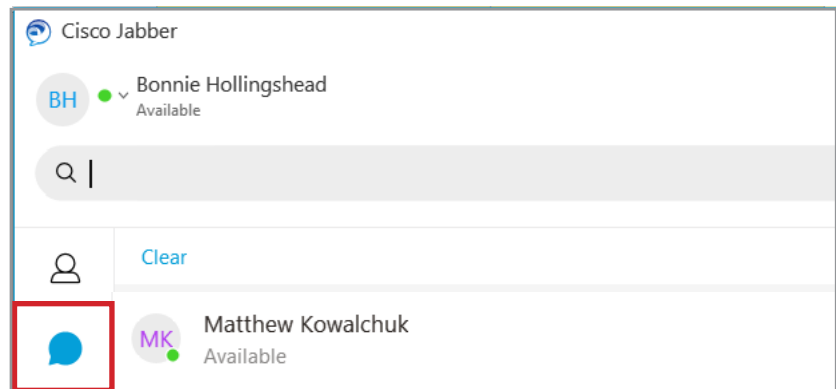 Cisco Jabber
BH
Bonnie Hollingshead
Available
Clear
MK
Matthew Kowalchuk
Available